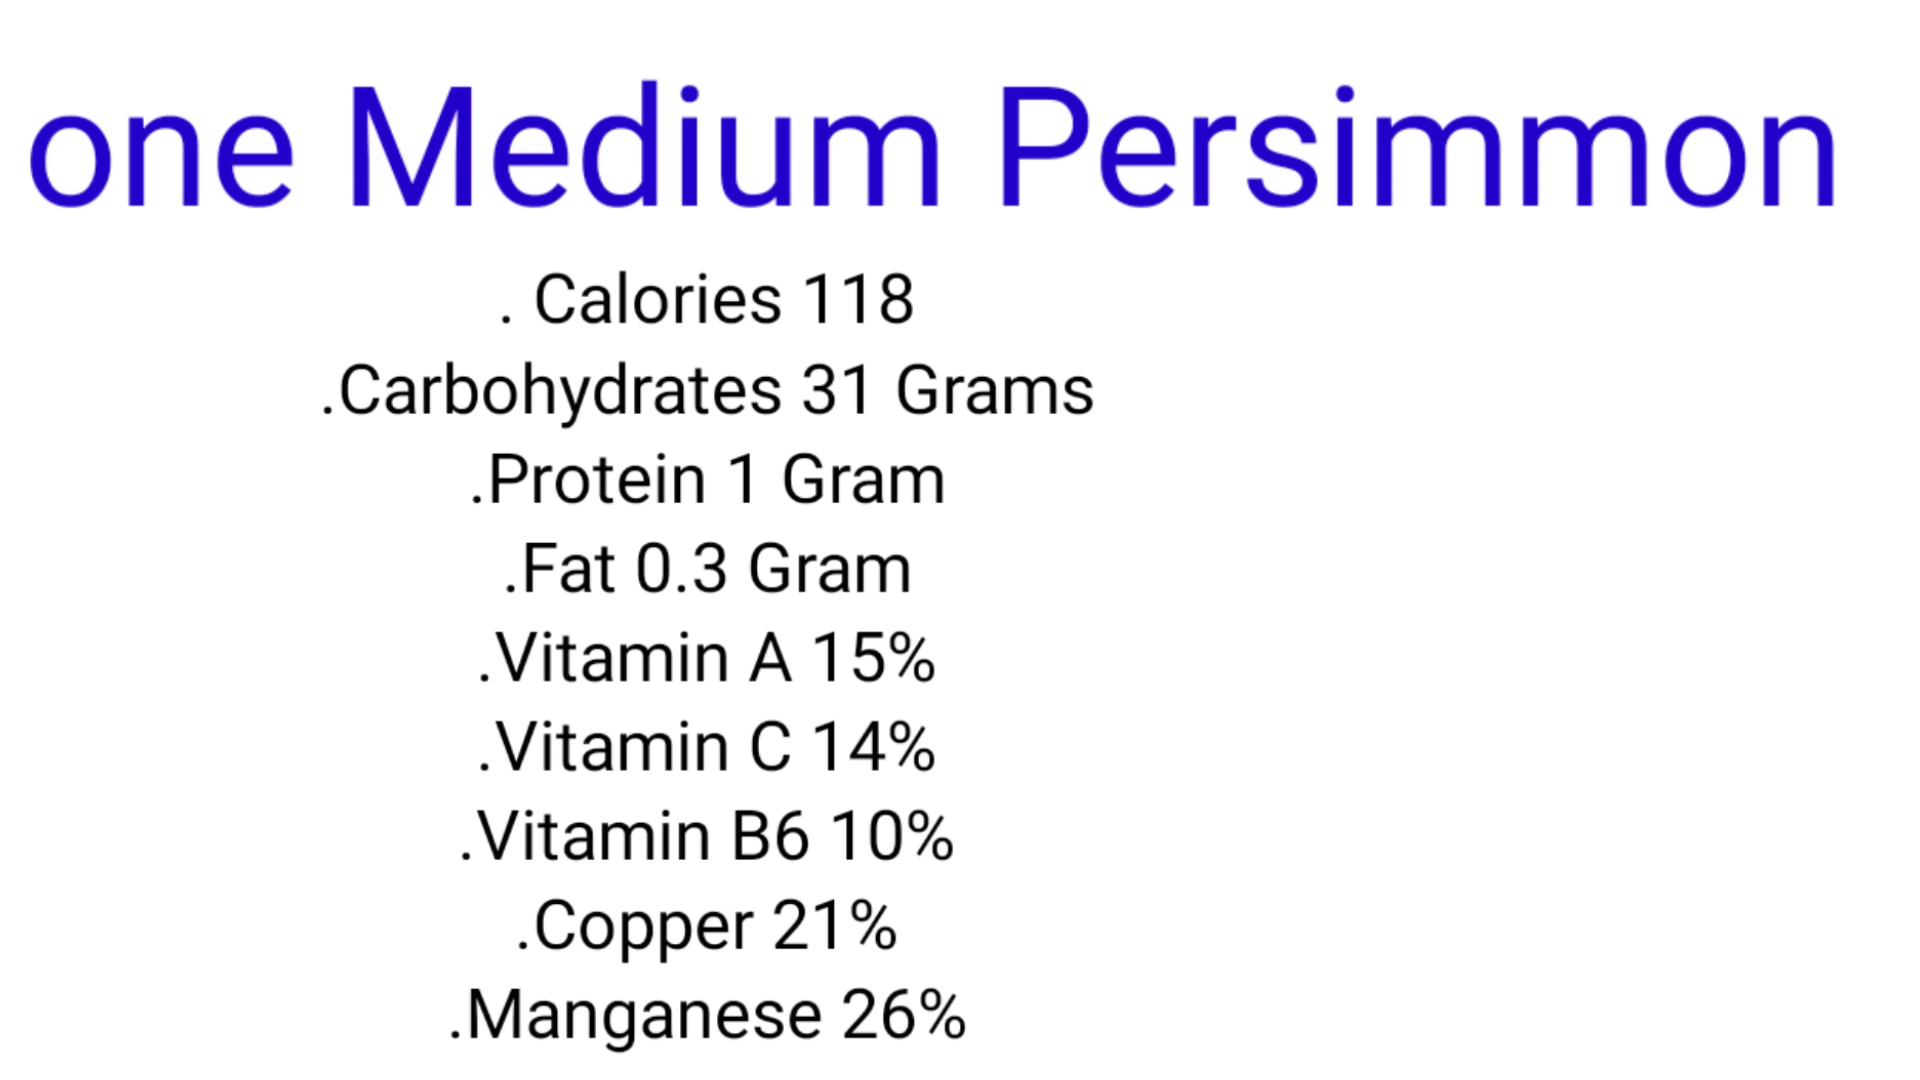 one Medium Persimmon
. Calories 118
.Carbohydrates 31 Grams
.Protein 1 Gram
.Fat 0.3 Gram
.Vitamin A 15%
.Vitamin C 14%
.Vitamin B6 10%
.Copper 21%
.Manganese 26%